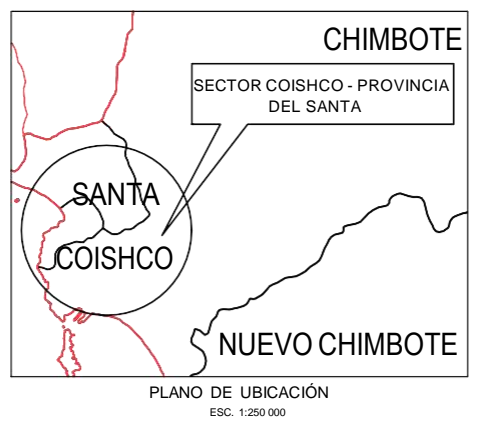 CHIMBOTE
SECTOR COISHCO - PROVINCIA
DEL SANTA
SANTA
COISHCO
NUEVO CHIMBOTE
PLANO DE UBICACIÓN
ESC. 1:250 000